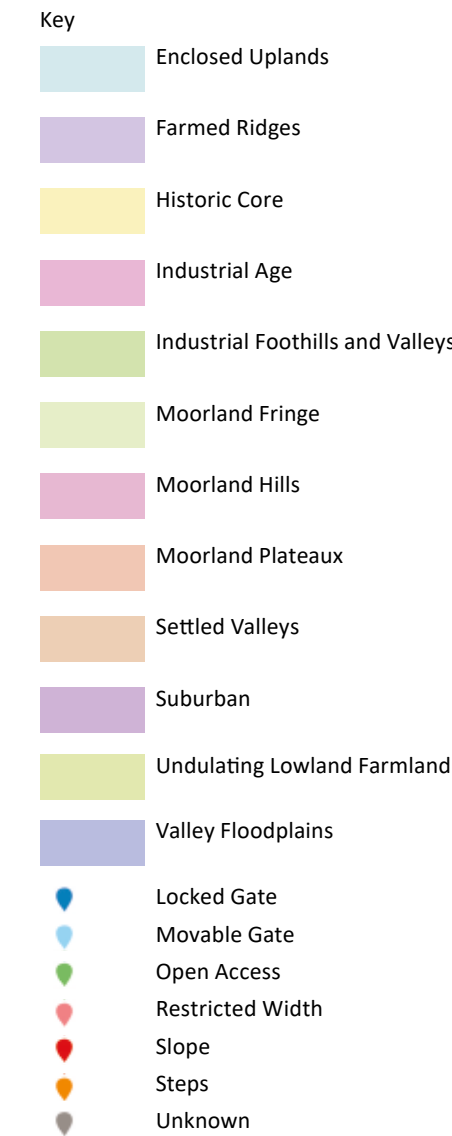 Key
Enclosed Uplands
Farmed Ridges
Historic Core
Industrial Age
Industrial Foothills and Valleys
Moorland Fringe
Moorland Hills
Moorland Plateaux
Settled Valleys
Suburban
Undulating Lowland Farmland
Valley Floodplains
Locked Gate
Movable Gate
Open Access
Restricted Width
Slope
Steps
Unknown